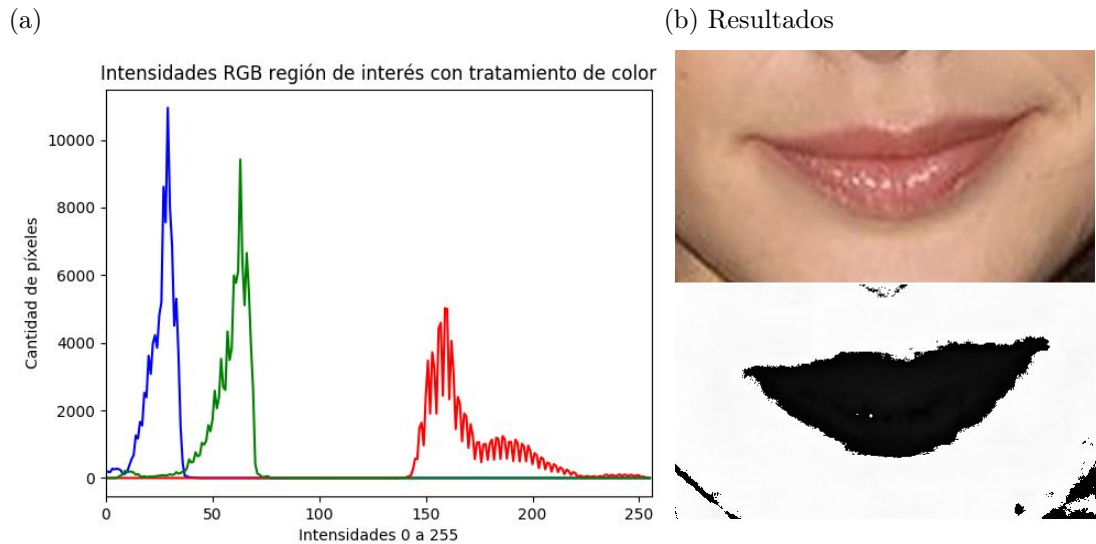 (a)
(b) Resultados
Intensidades RGB región de interés con tratamiento de color
Cantidad de píxeles
10000
8000
6000
4000
2000
0
0 50 100 150 200 250
Intensidades 0 a 255